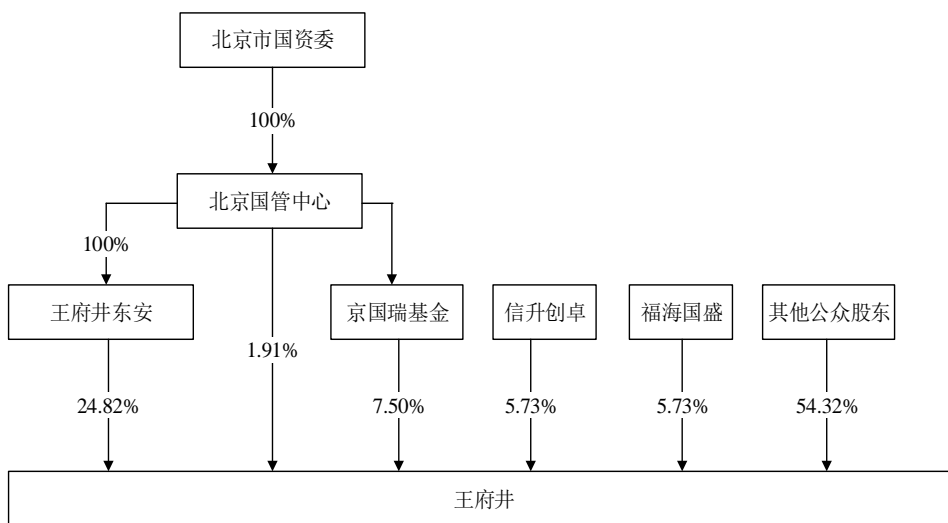 北京市国资委
100%
北京国管中心
100%
王府井东安
京国瑞基金
信升创卓
福海国盛
其他公众股东
1.91%
24.82%
7.50%
5.73%
5.73%
54.32%
王府井